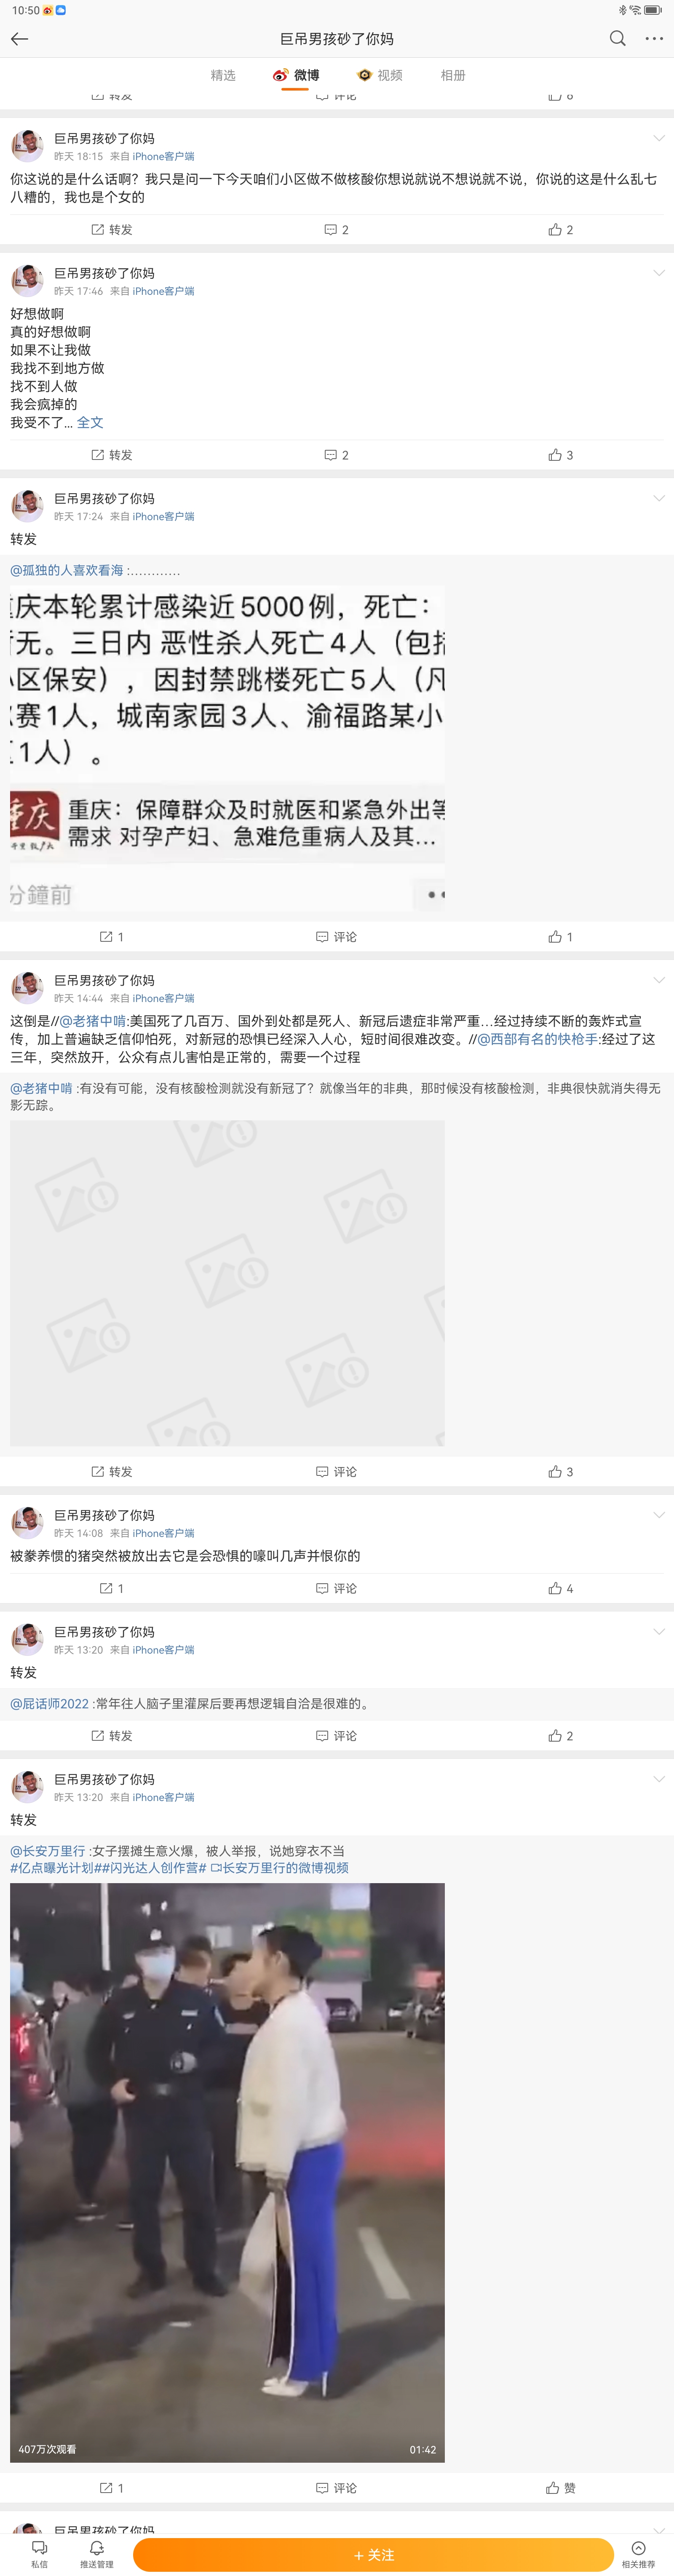 10:50
巨吊男孩砂了你妈
精选 微博 视频 相册
转发 评论 6
巨吊男孩砂了你妈
昨天 18:15 来自 iPhone客户端
你这说的是什么话啊？我只是问一下今天咱们小区做不做核酸你想说就说不想说就不说，你说的这是什么乱七
八糟的，我也是个女的
转发 2 2
巨吊男孩砂了你妈
昨天 17:46 来自 iPhone客户端
好想做啊
真的好想做啊
如果不让我做
我找不到地方做
找不到人做
我会疯掉的
我受不了... 全文
转发 2 3
巨吊男孩砂了你妈
昨天 17:24 来自 iPhone客户端
转发
@孤独的人喜欢看海 :…………
庆本轮累计感染近5000例，死亡：
无。三日内 恶性杀人死亡4人（包括
区保安），因封禁跳楼死亡5人（凡
赛1人，城南家园3人、渝福路某小
1人）。
重庆
重庆：保障群众及时就医和紧急外出等
需求 对孕产妇、急难危重病人及其...
分鐘前
1 评论 1
巨吊男孩砂了你妈
昨天 14:44 来自 iPhone客户端
这倒是//@老猪中啃:美国死了几百万、国外到处都是死人、新冠后遗症非常严重…经过持续不断的轰炸式宣
传，加上普遍缺乏信仰怕死，对新冠的恐惧已经深入人心，短时间很难改变。//@西部有名的快枪手:经过了这
三年，突然放开，公众有点儿害怕是正常的，需要一个过程
@老猪中啃 :有没有可能，没有核酸检测就没有新冠了？就像当年的非典，那时候没有核酸检测，非典很快就消失得无
影无踪。
转发 评论 3
巨吊男孩砂了你妈
昨天 14:08 来自 iPhone客户端
被豢养惯的猪突然被放出去它是会恐惧的嚎叫几声并恨你的
1 评论 4
巨吊男孩砂了你妈
昨天 13:20 来自 iPhone客户端
转发
@屁话师2022 :常年往人脑子里灌屎后要再想逻辑自洽是很难的。
转发 评论 2
巨吊男孩砂了你妈
昨天 13:20 来自 iPhone客户端
转发
@长安万里行 :女子摆摊生意火爆，被人举报，说她穿衣不当
#亿点曝光计划##闪光达人创作营# 长安万里行的微博视频
407万次观看 01:42
1 评论 赞
巨吊男孩砂了你妈
私信 推送管理 +关注 相关推荐